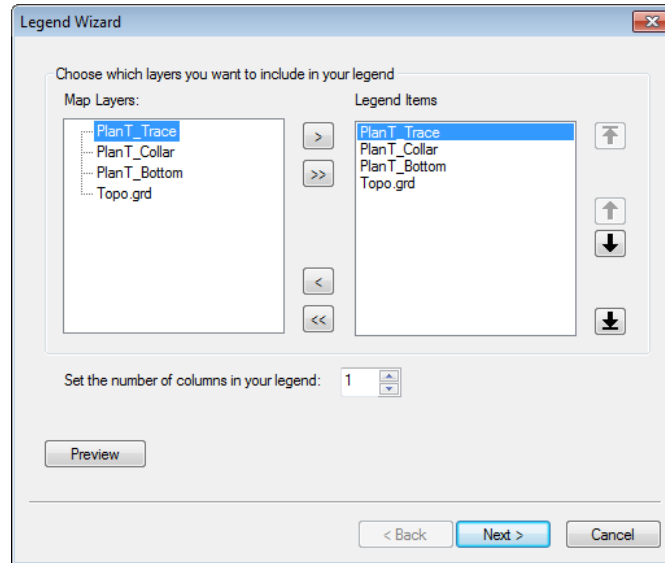 Legend Wizard
Choose which layers you want to include in your legend
Map Layers:
PlanT_Trace
PlanT_Collar
PlanT_Bottom
Topo.grd
>
>>
<
<<
Legend Items
PlanT_Trace
PlanT_Collar
PlanT_Bottom
Topo.grd
Set the number of columns in your legend: 1
Preview
< Back Next > Cancel